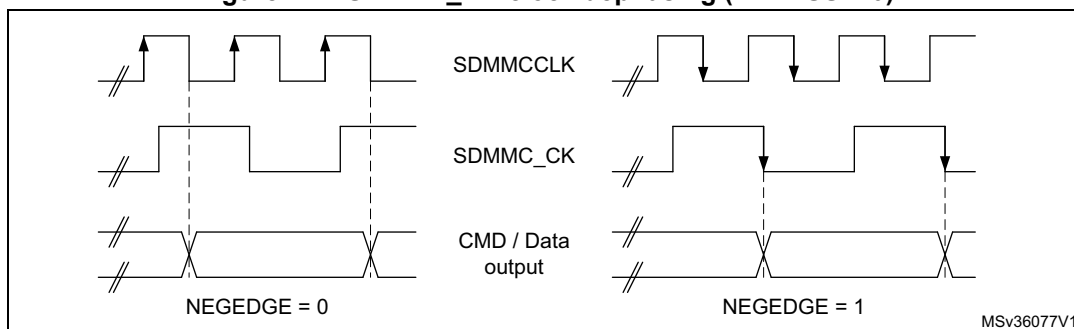 SDMMCCLK
SDMMC_CK
CMD / Data
output
NEGEDGE = 0
NEGEDGE = 1
MSv36077V1